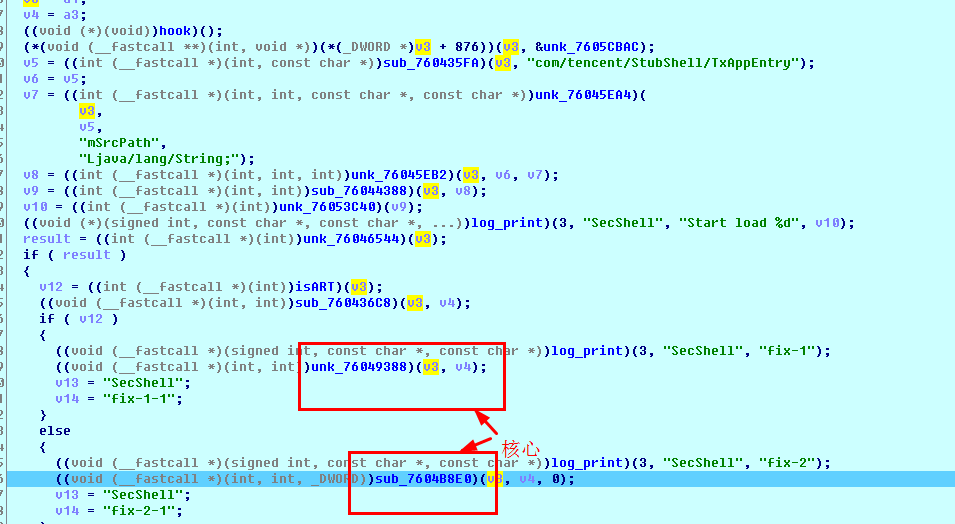 v4 = a3;
((void (*)(void))hook)();
(*(void (__fastcall **)(int, void *))(*(_DWORD *)v3 + 876))(v3, &unk_7605CBAC);
v5 = ((int (__fastcall *)(int, const char *))sub_760435FA)(v3, "com/tencent/StubShell/TxAppEntry");
v6 = v5;
v7 = ((int (__fastcall *)(int, int, const char *, const char *))unk_76045EA4)(
v3,
v5,
"mSrcPath",
"Ljava/lang/String;");
v8 = ((int (__fastcall *)(int, int, int))unk_76045EB2)(v3, v6, v7);
v9 = ((int (__fastcall *)(int, int))sub_76044388)(v3, v8);
v10 = ((int (__fastcall *)(int))unk_76053C40)(v9);
((void (*)(signed int, const char *, const char *, ...))log_print)(3, "SecShell", "Start load %d", v10);
result = ((int (__fastcall *)(int))unk_76046544)(v3);
if ( result )
{
v12 = ((int (__fastcall *)(int))isART)(v3);
((void (__fastcall *)(int, int))sub_760436C8)(v3, v4);
if ( v12 )
{
((void (__fastcall *)(signed int, const char *, const char *))log_print)(3, "SecShell", "fix-1");
((void (__fastcall *)(int, int))unk_76049388)(v3, v4);
v13 = "SecShell";
v14 = "fix-1-1";
}
else
核心
{
((void (__fastcall *)(signed int, const char *, const char *))log_print)(3, "SecShell", "fix-2");
((void (__fastcall *)(int, int, _DWORD))sub_7604B8E0)(v3, v4, 0);
v13 = "SecShell";
v14 = "fix-2-1";